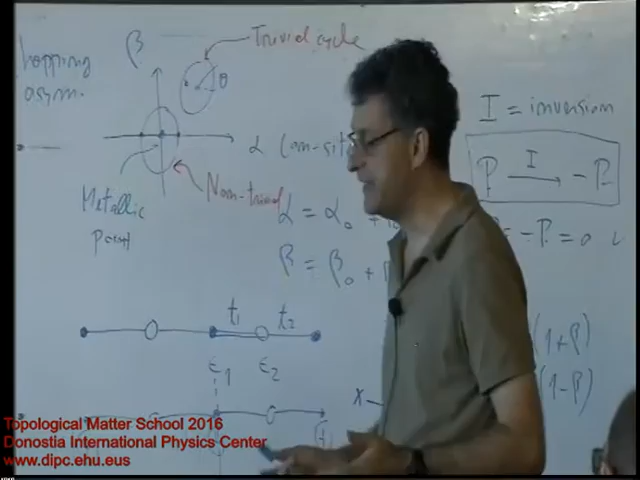 hopping
asym.
β
Trivial cycle
θ
α (on-sit
Metallic
point
Non-trivial
α = α₀ +
β = β₀ +
I = inversion
P I → - P
= - P = 0
t₁ t₂
ε₁ ε₂
(1+β)
(1-β)
x
Topological Matter School 2016
Donostia International Physics Center
www.dipc.ehu.eus